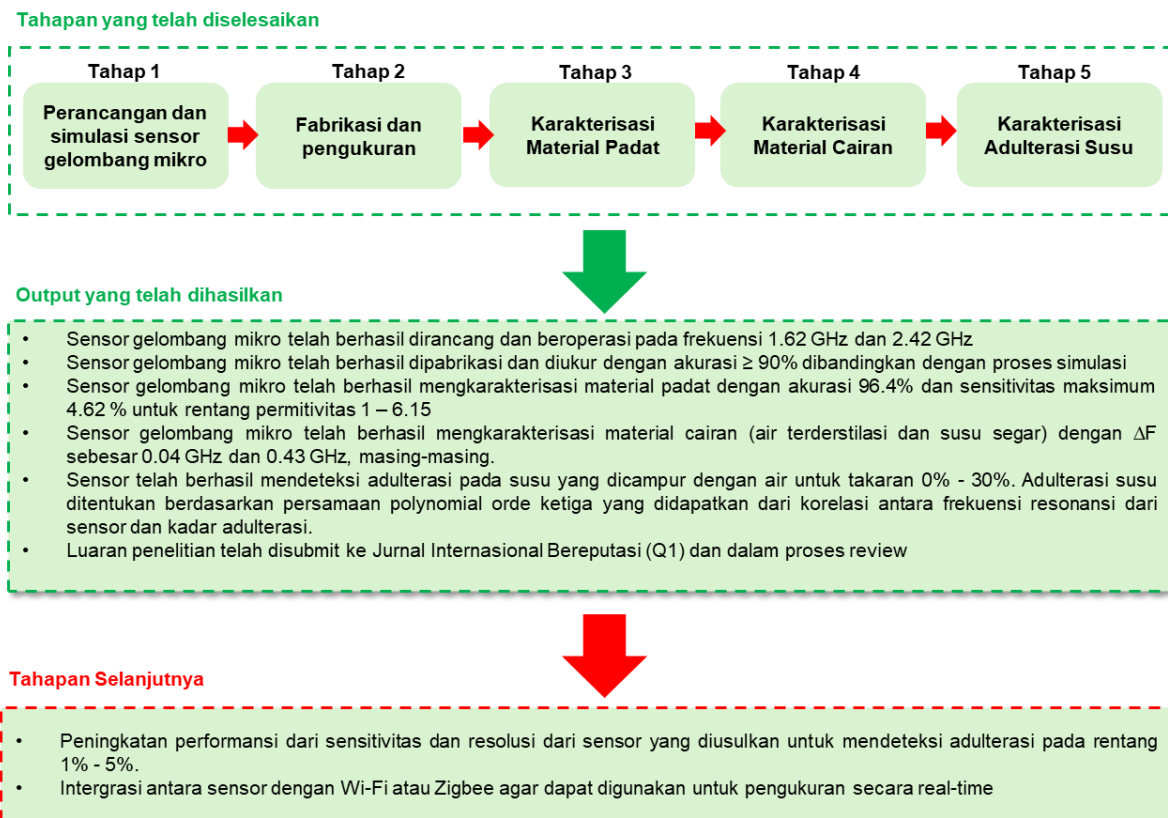 Tahapan yang telah diselesaikan
Tahap 1
Tahap 2
Tahap 3
Tahap 4
Tahap 5
Perancangan dan
simulasi sensor
gelombang mikro
Fabrikasi dan
pengukuran
Karakterisasi
Material Padat
Karakterisasi
Material Cairan
Karakterisasi
Adulterasi Susu
Output yang telah dihasilkan
• Sensor gelombang mikro telah berhasil dirancang dan beroperasi pada frekuensi 1.62 GHz dan 2.42 GHz
• Sensor gelombang mikro telah berhasil dipabrikasi dan diukur dengan akurasi ≥ 90% dibandingkan dengan proses simulasi
• Sensor gelombang mikro telah berhasil mengkarakterisasi material padat dengan akurasi 96.4% dan sensitivitas maksimum
4.62 % untuk rentang permitivitas 1 – 6.15
• Sensor gelombang mikro telah berhasil mengkarakterisasi material cairan (air terderstilasi dan susu segar) dengan ΔF
sebesar 0.04 GHz dan 0.43 GHz, masing-masing.
• Sensor telah berhasil mendeteksi adulterasi pada susu yang dicampur dengan air untuk takaran 0% - 30%. Adulterasi susu
ditentukan berdasarkan persamaan polynomial orde ketiga yang didapatkan dari korelasi antara frekuensi resonansi dari
sensor dan kadar adulterasi.
• Luaran penelitian telah disubmit ke Jurnal Internasional Bereputasi (Q1) dan dalam proses review
Tahapan Selanjutnya
• Peningkatan performansi dari sensitivitas dan resolusi dari sensor yang diusulkan untuk mendeteksi adulterasi pada rentang
1% - 5%.
• Intergrasi antara sensor dengan Wi-Fi atau Zigbee agar dapat digunakan untuk pengukuran secara real-time